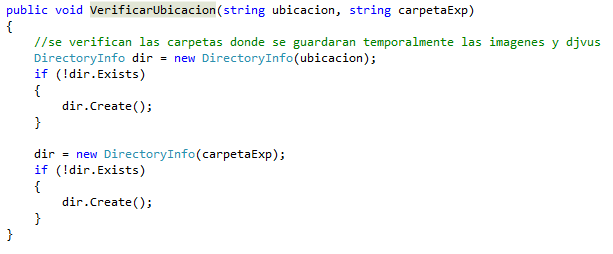 public void VerificarUbicacion(string ubicacion, string carpetaExp)
{
//se verifican las carpetas donde se guardaran temporalmente las imagenes y djvus
DirectoryInfo dir = new DirectoryInfo(ubicacion);
if (!dir.Exists)
{
dir.Create();
}
dir = new DirectoryInfo(carpetaExp);
if (!dir.Exists)
{
dir.Create();
}
}